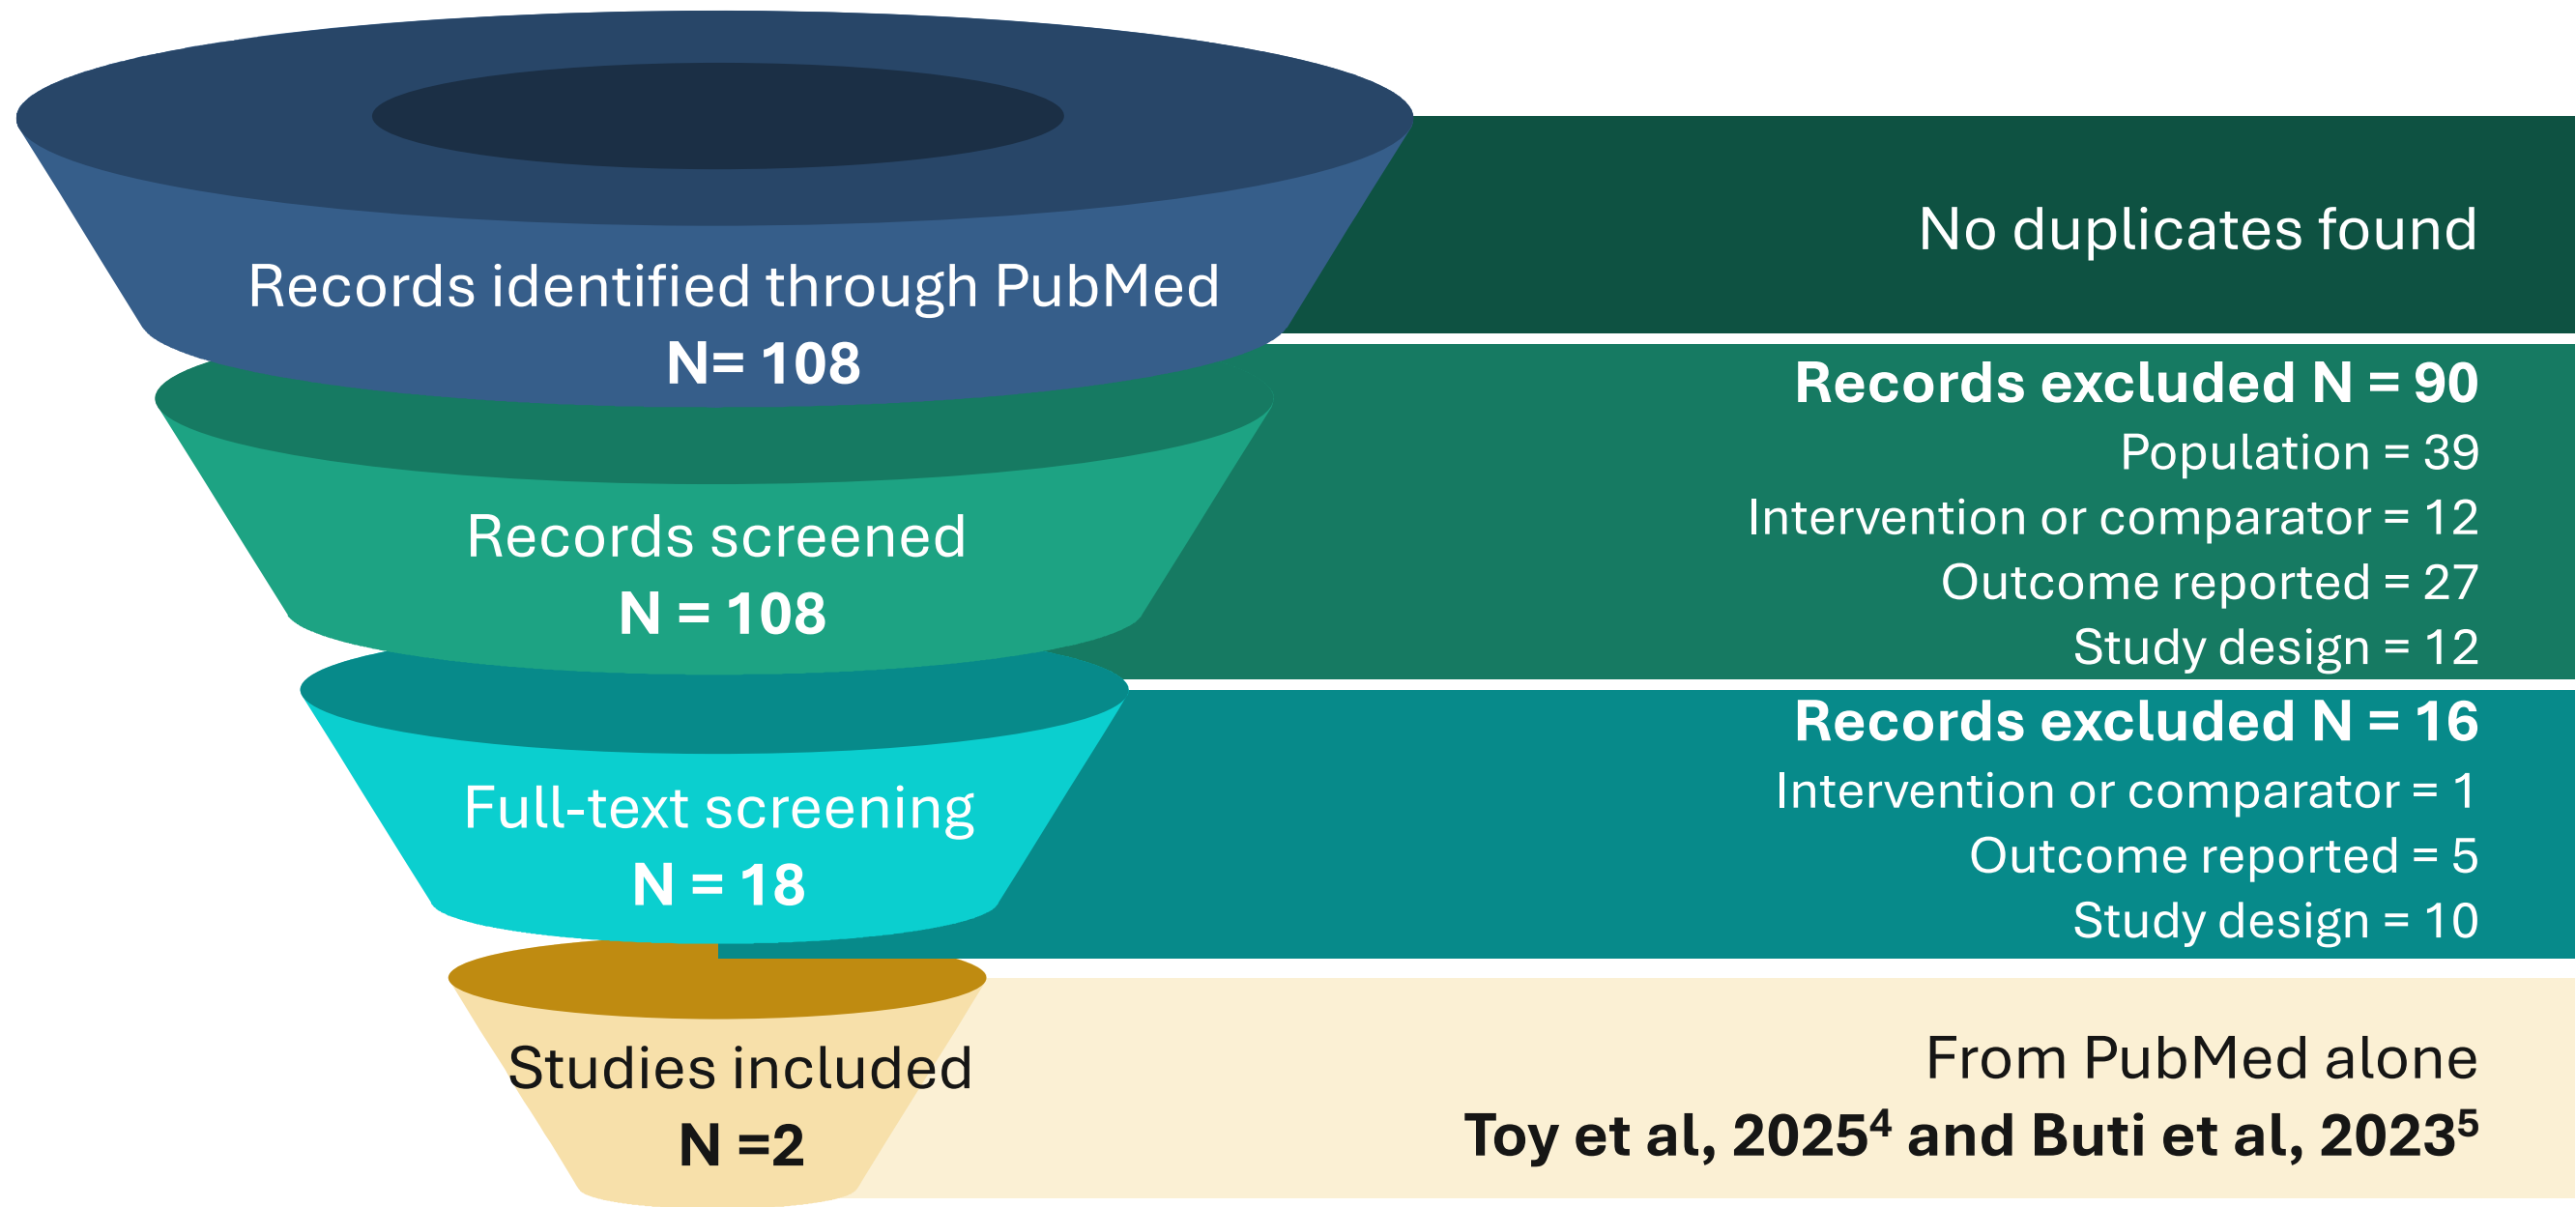 Records identified through PubMed
N= 108
No duplicates found
Records screened
N = 108
Records excluded N = 90
Population = 39
Intervention or comparator = 12
Outcome reported = 27
Study design = 12
Full-text screening
N = 18
Records excluded N = 16
Intervention or comparator = 1
Outcome reported = 5
Study design = 10
Studies included
N =2
From PubMed alone
Toy et al, 2025⁴ and Buti et al, 2023⁵